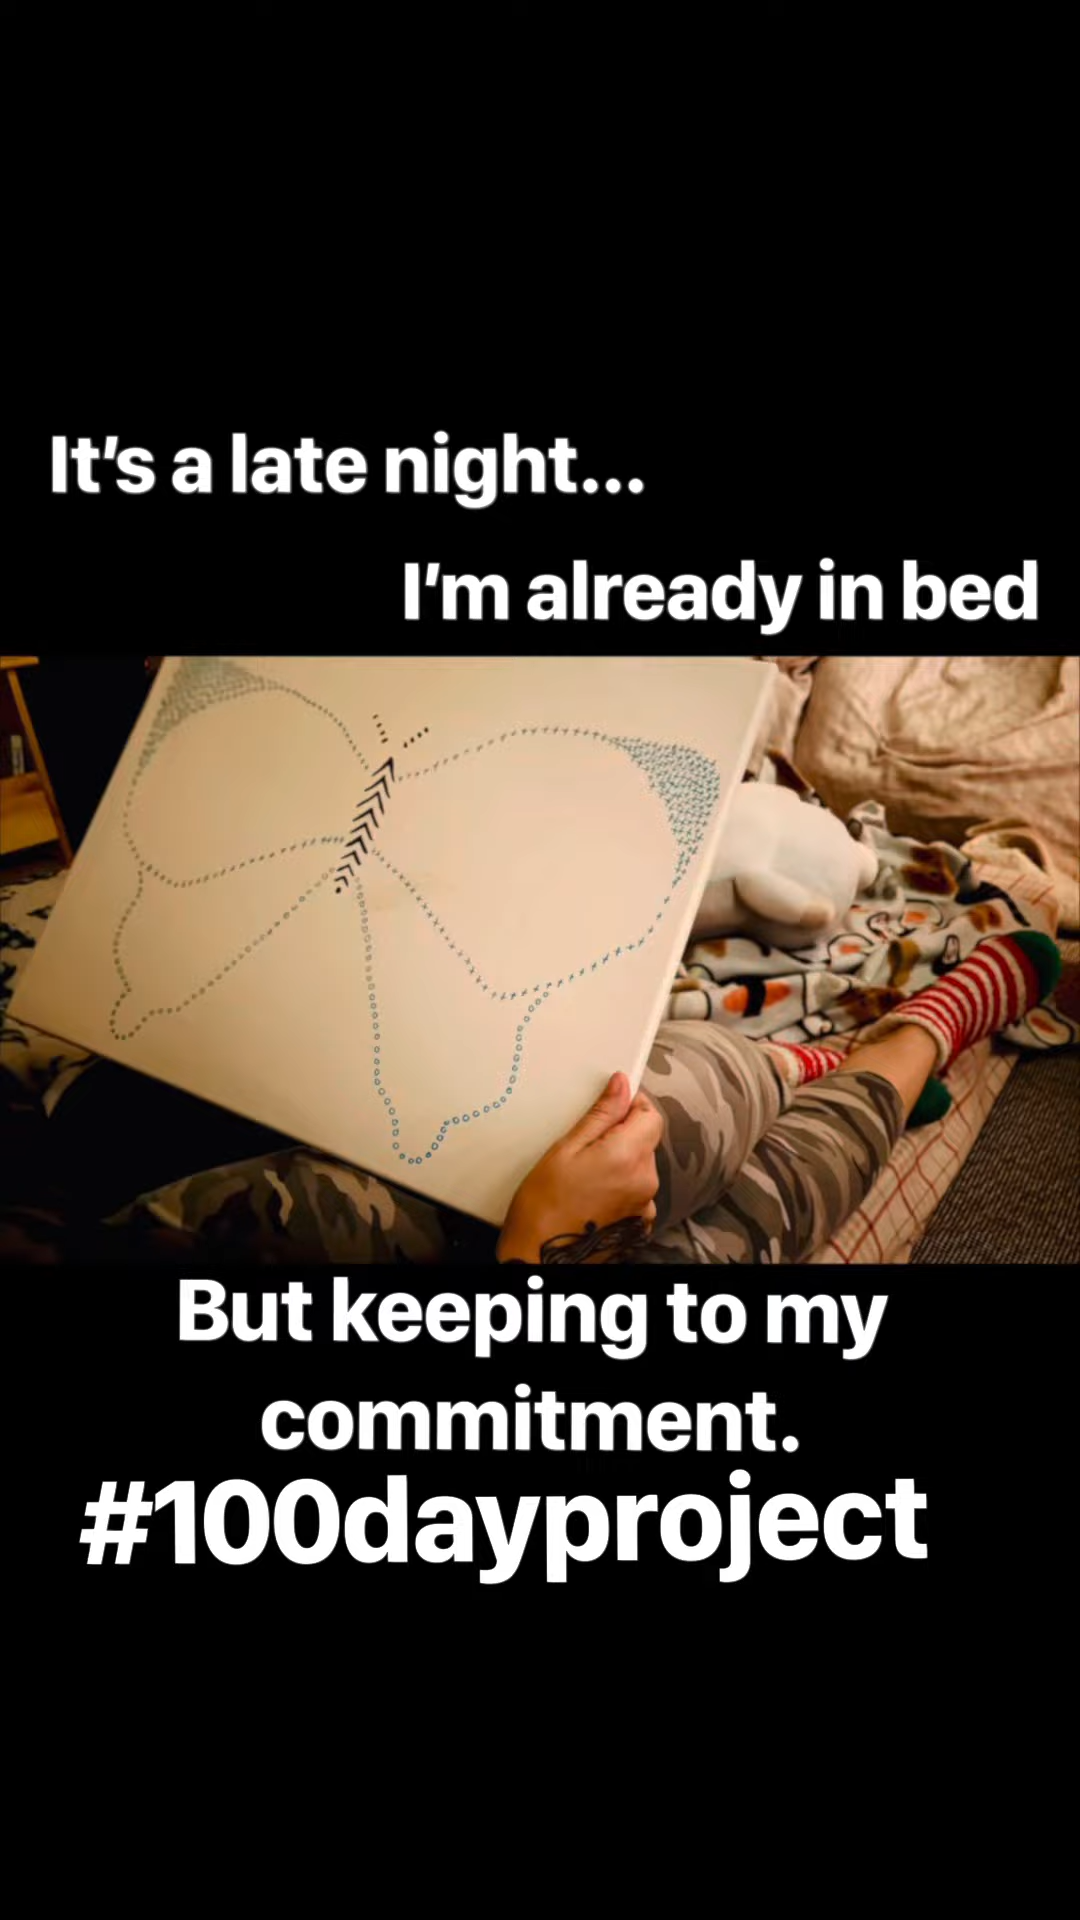 It's a late night...
I'm already in bed
But keeping to my
commitment.
#100dayproject